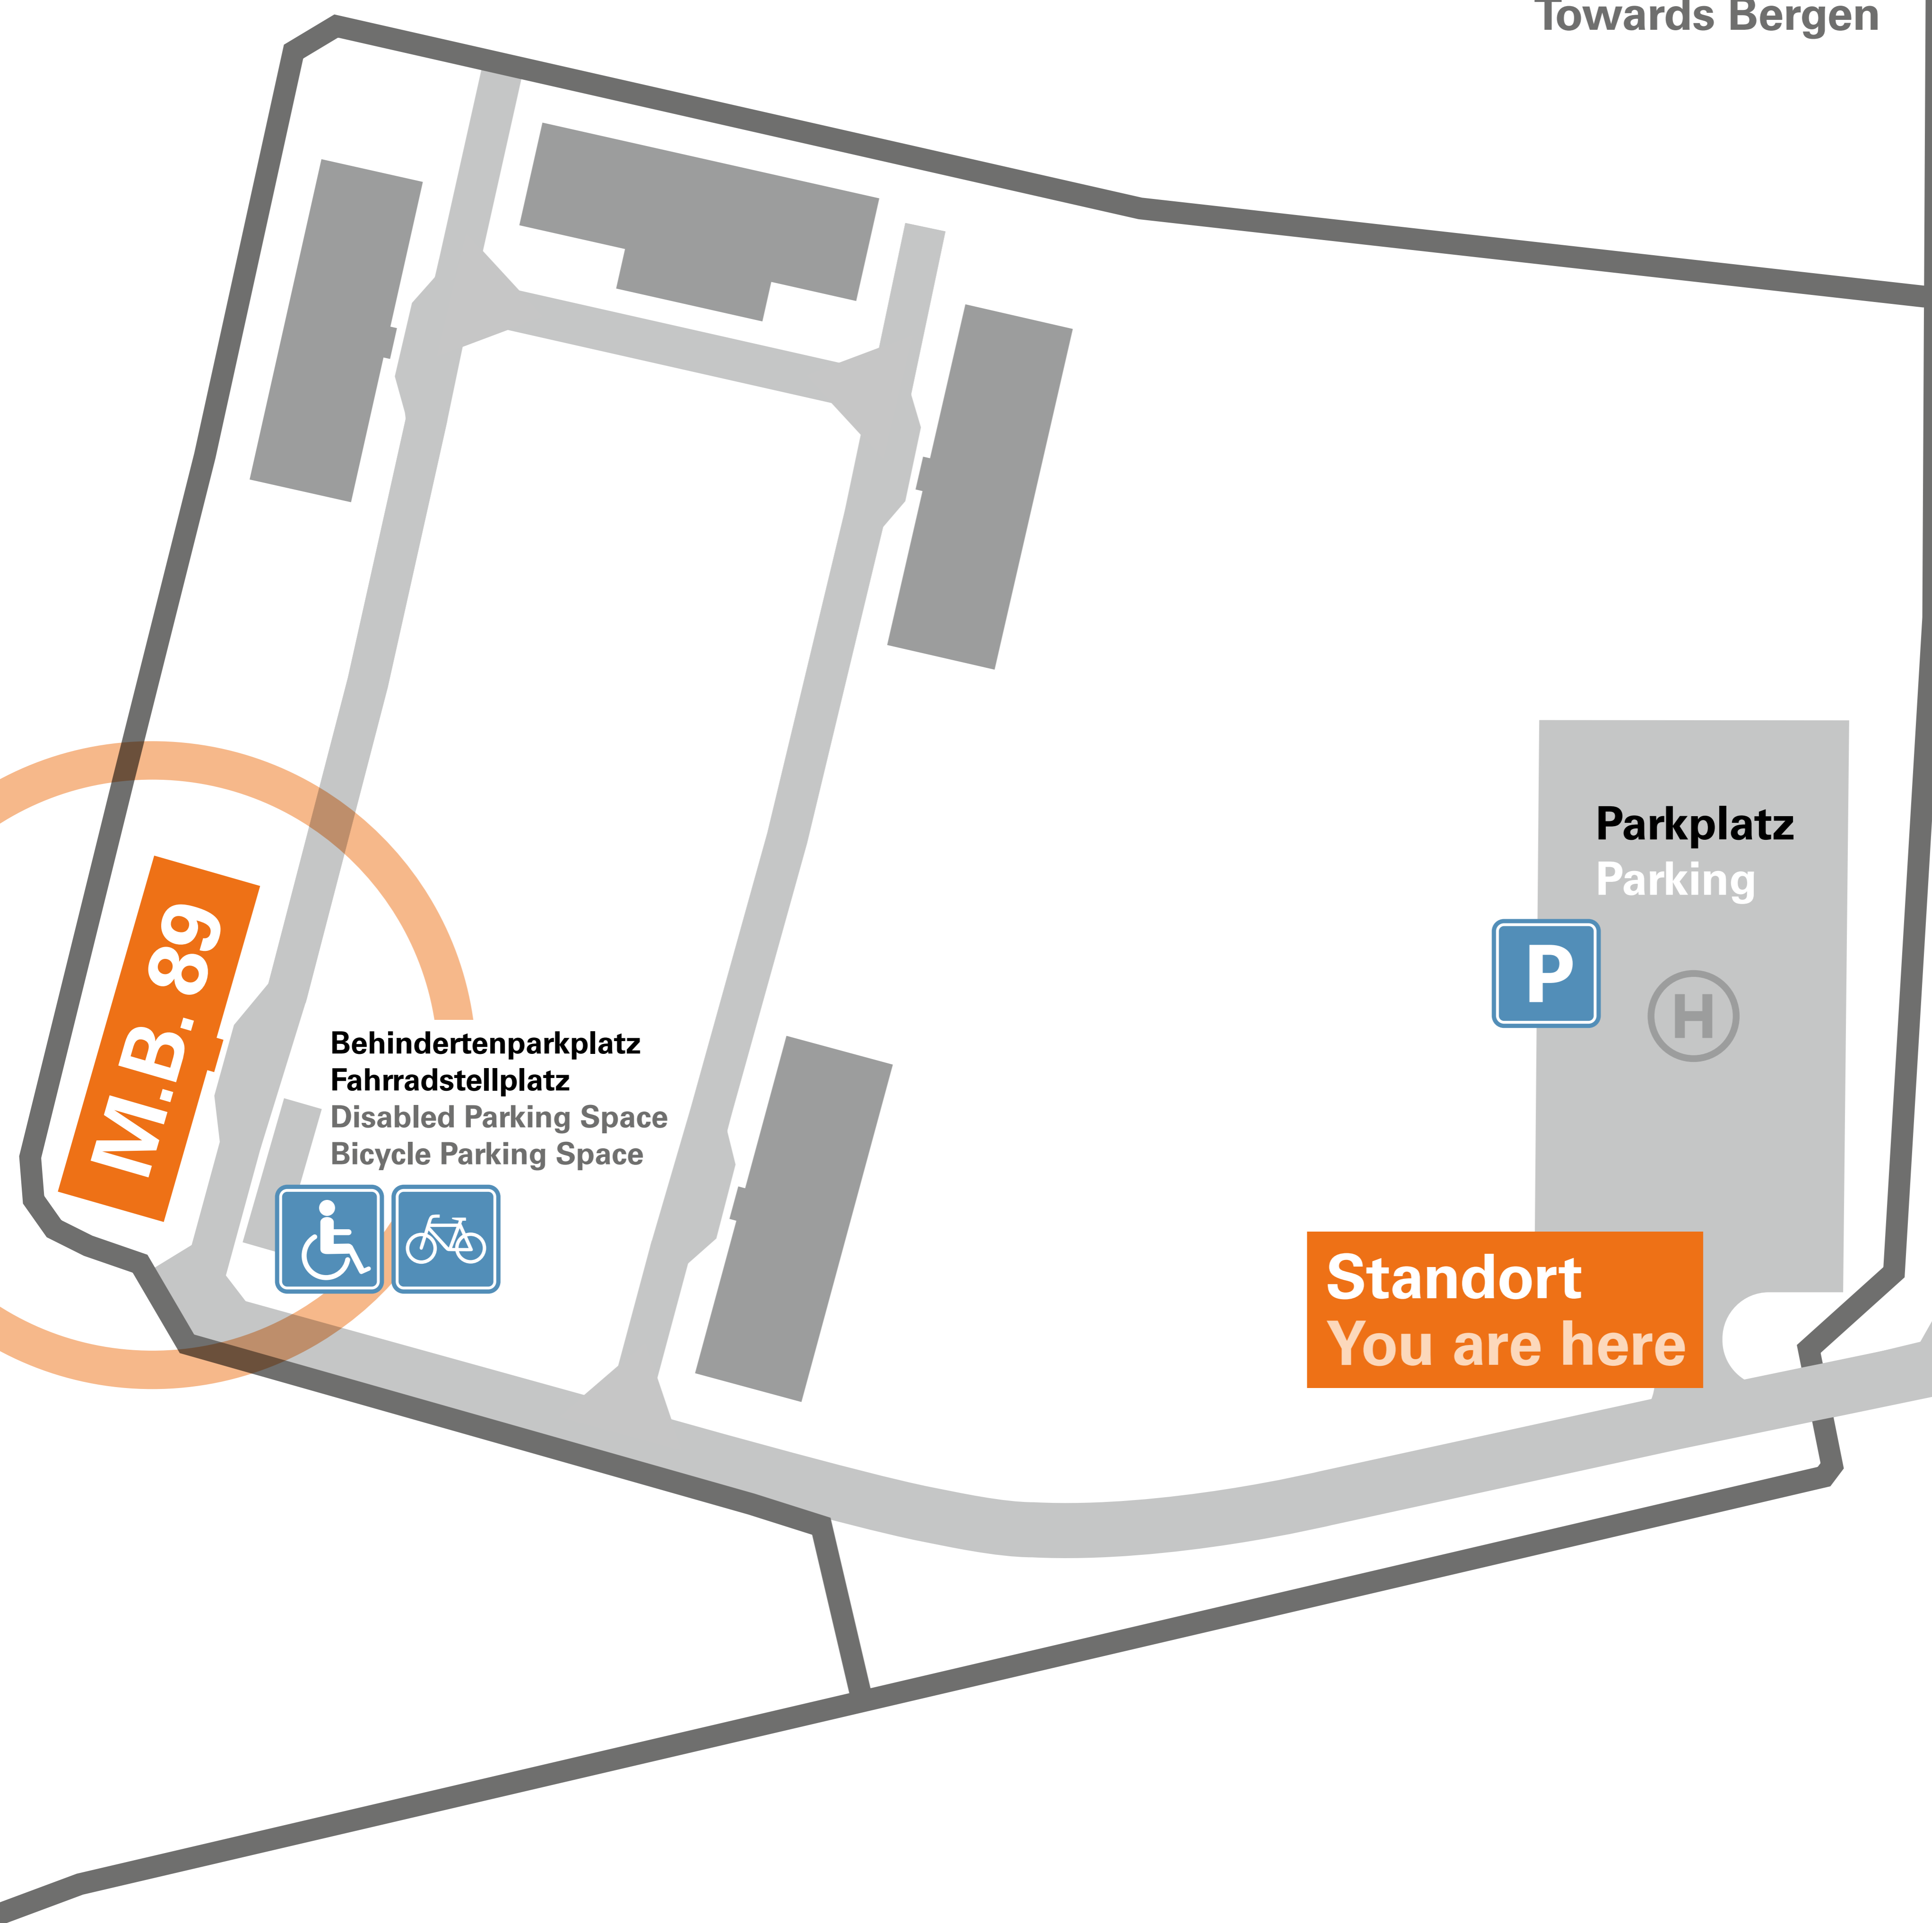 Towards Bergen
Parkplatz
Parking
P
H
M.B. 89
Behindertenparkplatz
Fahrradstellplatz
Disabled Parking Space
Bicycle Parking Space
Standort
You are here